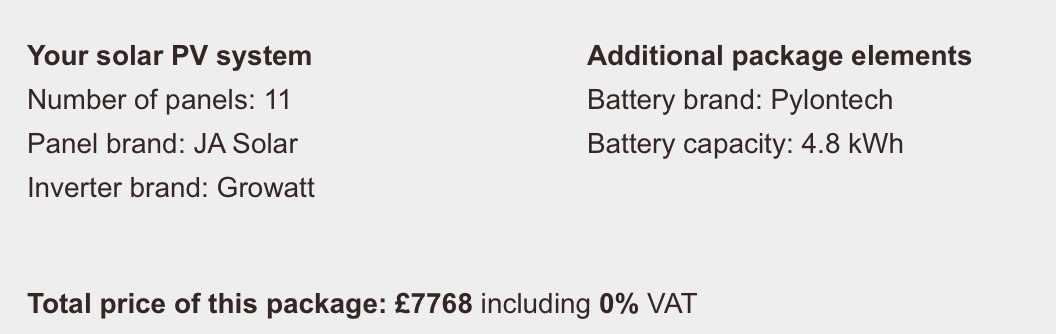 Your solar PV system
Number of panels: 11
Panel brand: JA Solar
Inverter brand: Growatt
Additional package elements
Battery brand: Pylontech
Battery capacity: 4.8 kWh
Total price of this package: £7768 including 0% VAT